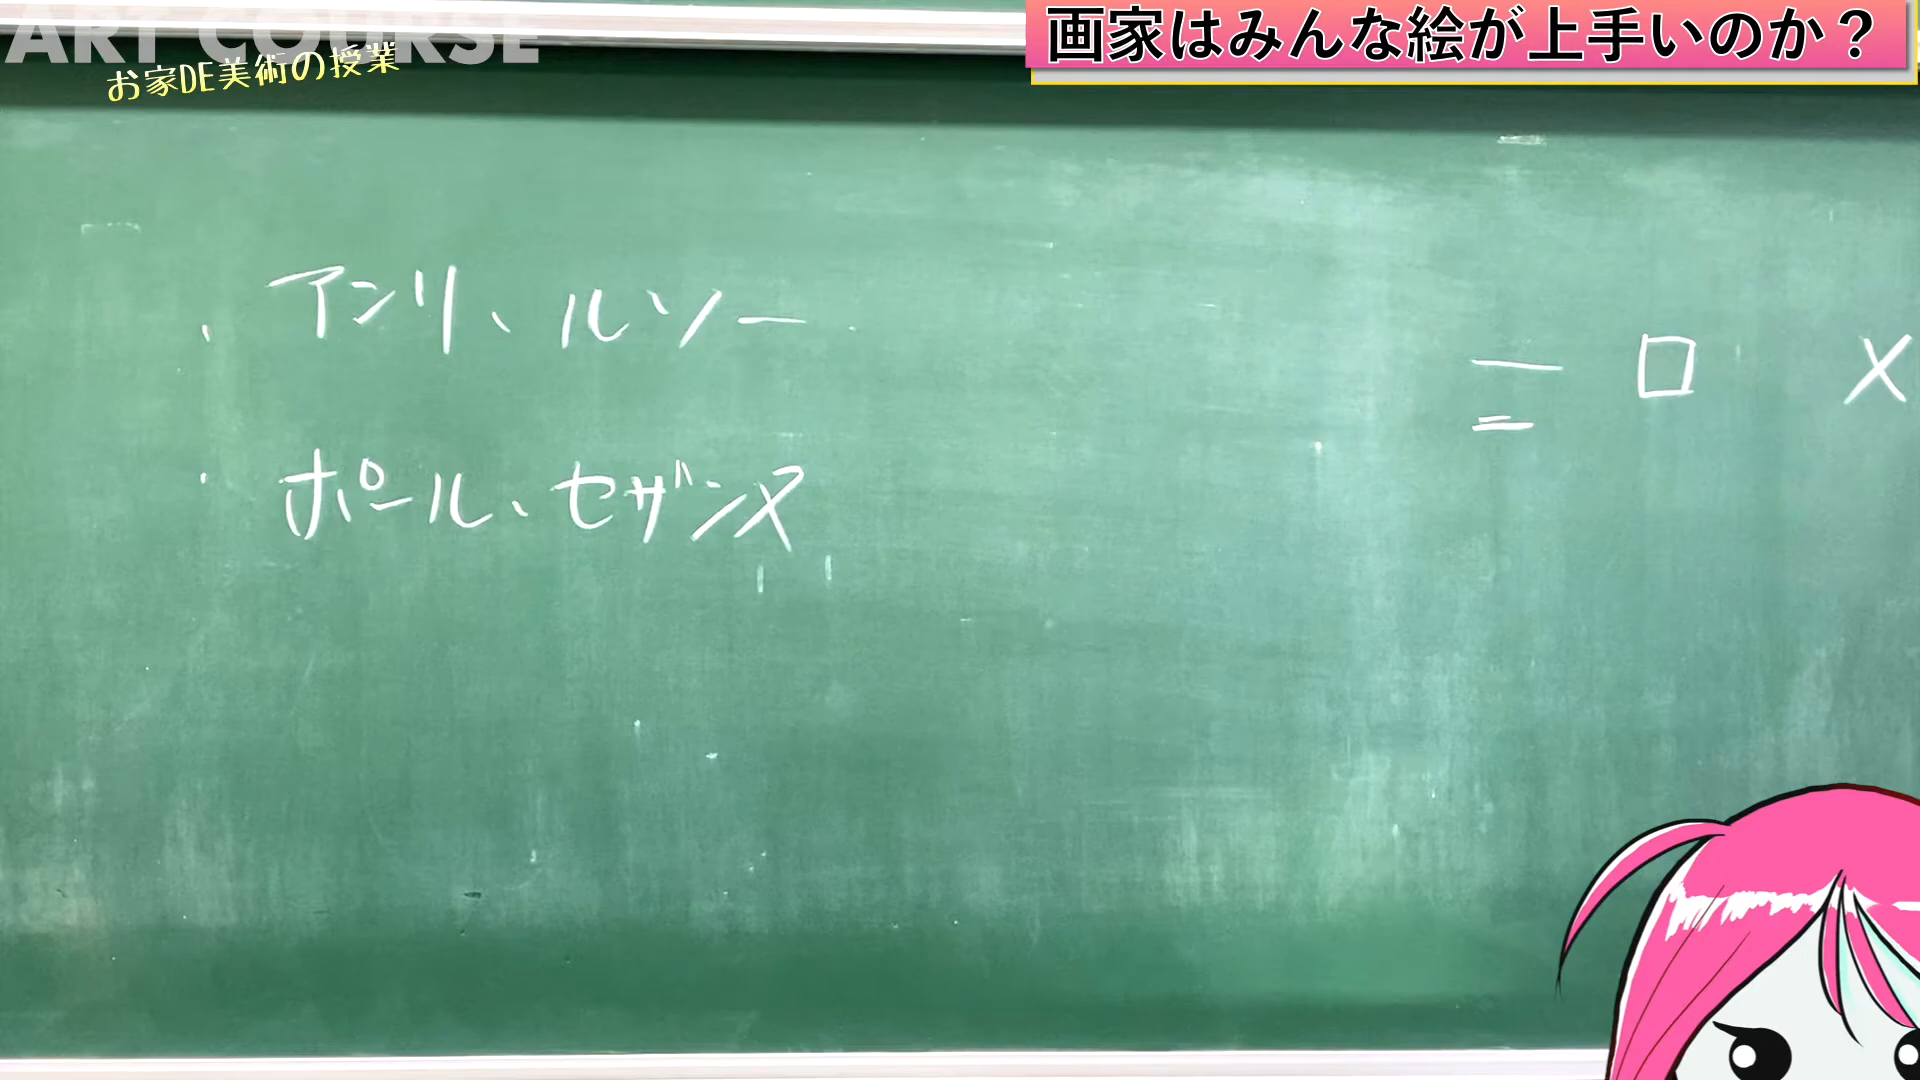 ART COURSE
お家DE美術の授業
画家はみんな絵が上手いのか？
・アンリ、ルソー
・ポール、セザンヌ